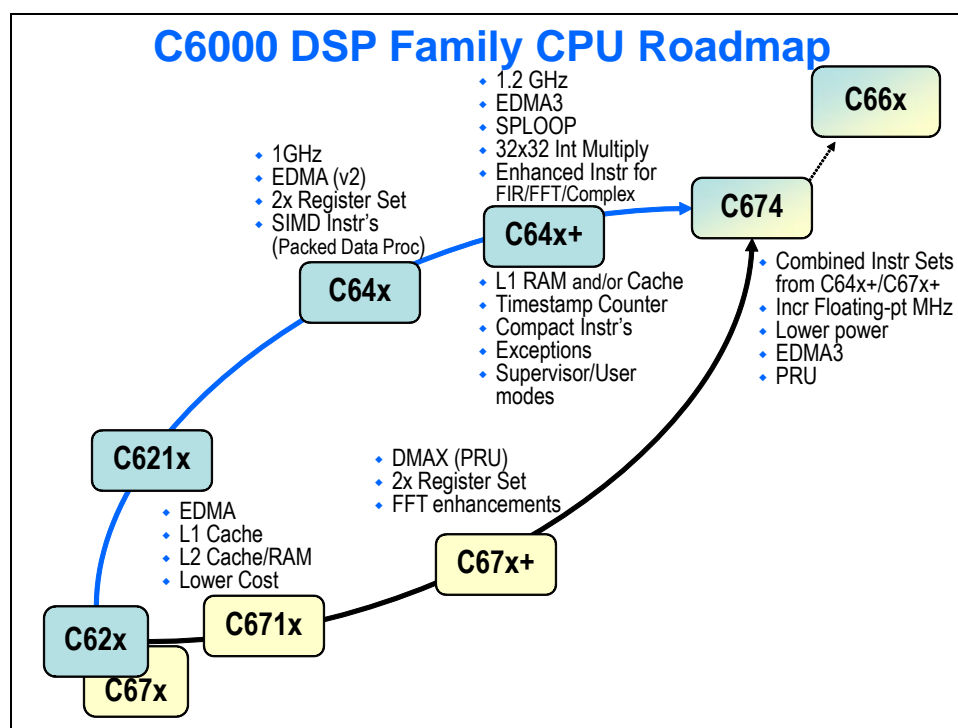 C6000 DSP Family CPU Roadmap
1.2 GHz
EDMA3
SPLOOP
32x32 Int Multiply
Enhanced Instr for
FIR/FFT/Complex
C66x
1GHz
EDMA (v2)
2x Register Set
SIMD Instr's
(Packed Data Proc)
C64x+
C674
C64x
L1 RAM and/or Cache
Timestamp Counter
Compact Instr's
Exceptions
Supervisor/User
modes
Combined Instr Sets
from C64x+/C67x+
Incr Floating-pt MHz
Lower power
EDMA3
PRU
C621x
DMAX (PRU)
2x Register Set
FFT enhancements
EDMA
L1 Cache
L2 Cache/RAM
Lower Cost
C67x+
C62x
C671x
C67x